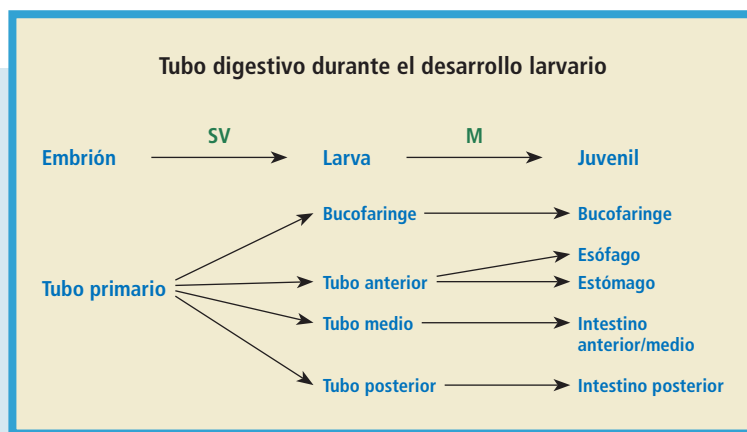 Tubo digestivo durante el desarrollo larvario
SV
M
Embrión
Larva
Juvenil
Bucofaringe
Bucofaringe
Esófago
Tubo primario
Tubo anterior
Estómago
Tubo medio
Intestino
anterior/medio
Tubo posterior
Intestino posterior